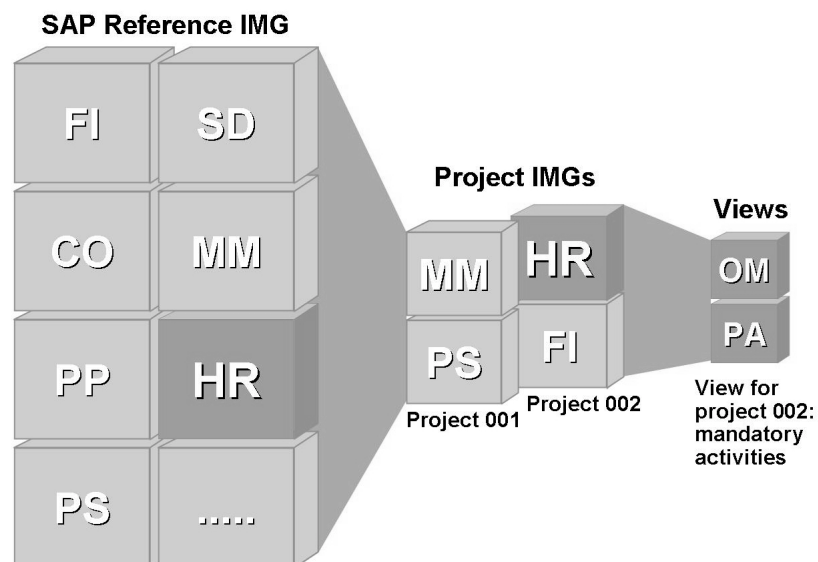 SAP Reference IMG
FI
SD
CO
MM
PP
HR
PS
.....
Project IMGs
MM
HR
PS
FI
Project 001
Project 002
Views
OM
PA
View for
project 002:
mandatory
activities